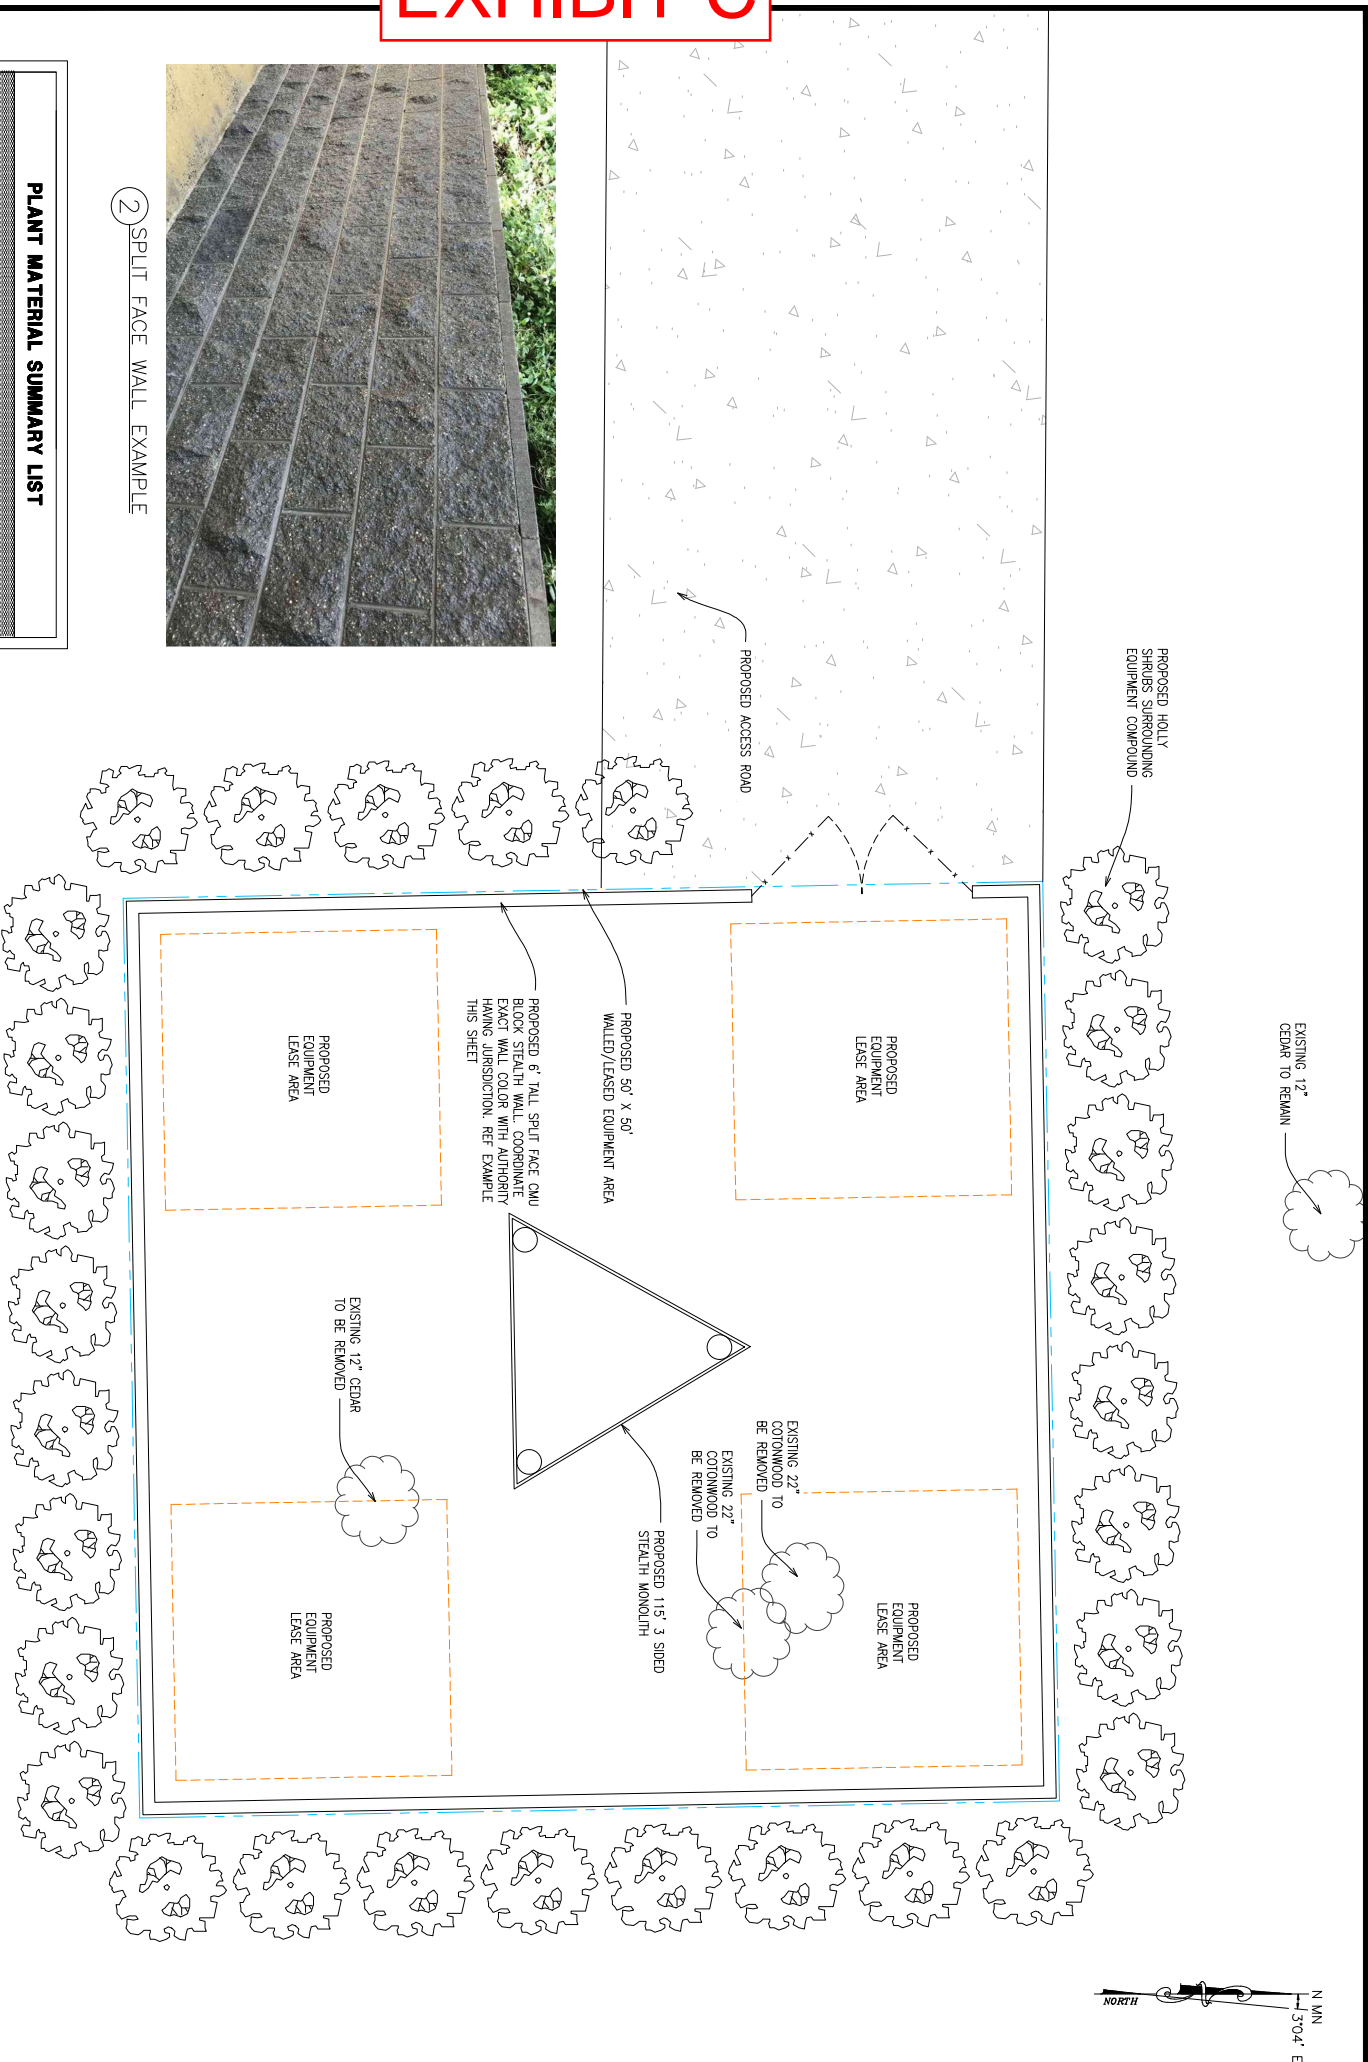 EXHIBIT C
PROPOSED HOLLY
SHRUBS SURROUNDING
EQUIPMENT COMPOUND
EXISTING 12"
CEDAR TO REMAIN
PROPOSED ACCESS ROAD
2
SPLIT FACE WALL EXAMPLE
PLANT MATERIAL SUMMARY LIST
PROPOSED 50' X 50'
WALLED/LEASED EQUIPMENT AREA
PROPOSED 6' TALL SPLIT FACE CMU
BLOCK STEALTH WALL. COORDINATE
EXACT WALL COLOR WITH AUTHORITY
HAVING JURISDICTION. REF EXAMPLE
THIS SHEET
PROPOSED
EQUIPMENT
LEASE AREA
PROPOSED
EQUIPMENT
LEASE AREA
EXISTING 22"
COTONWOOD TO
BE REMOVED
EXISTING 22"
COTONWOOD TO
BE REMOVED
EXISTING 12" CEDAR
TO BE REMOVED
PROPOSED 115' 3 SIDED
STEALTH MONOLITH
PROPOSED
EQUIPMENT
LEASE AREA
PROPOSED
EQUIPMENT
LEASE AREA
N MN
3°04' E
NORTH